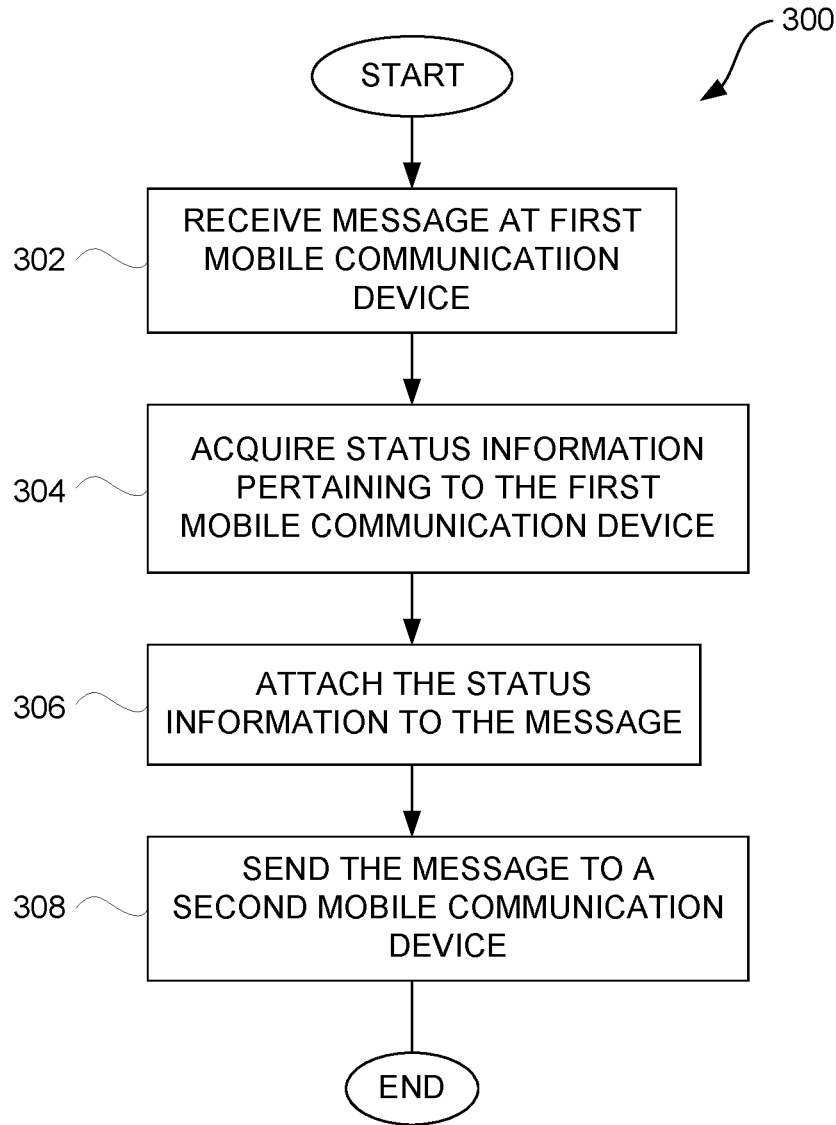 300
START
302
RECEIVE MESSAGE AT FIRST
MOBILE COMMUNICATIION
DEVICE
304
ACQUIRE STATUS INFORMATION
PERTAINING TO THE FIRST
MOBILE COMMUNICATION DEVICE
306
ATTACH THE STATUS
INFORMATION TO THE MESSAGE
308
SEND THE MESSAGE TO A
SECOND MOBILE COMMUNICATION
DEVICE
END